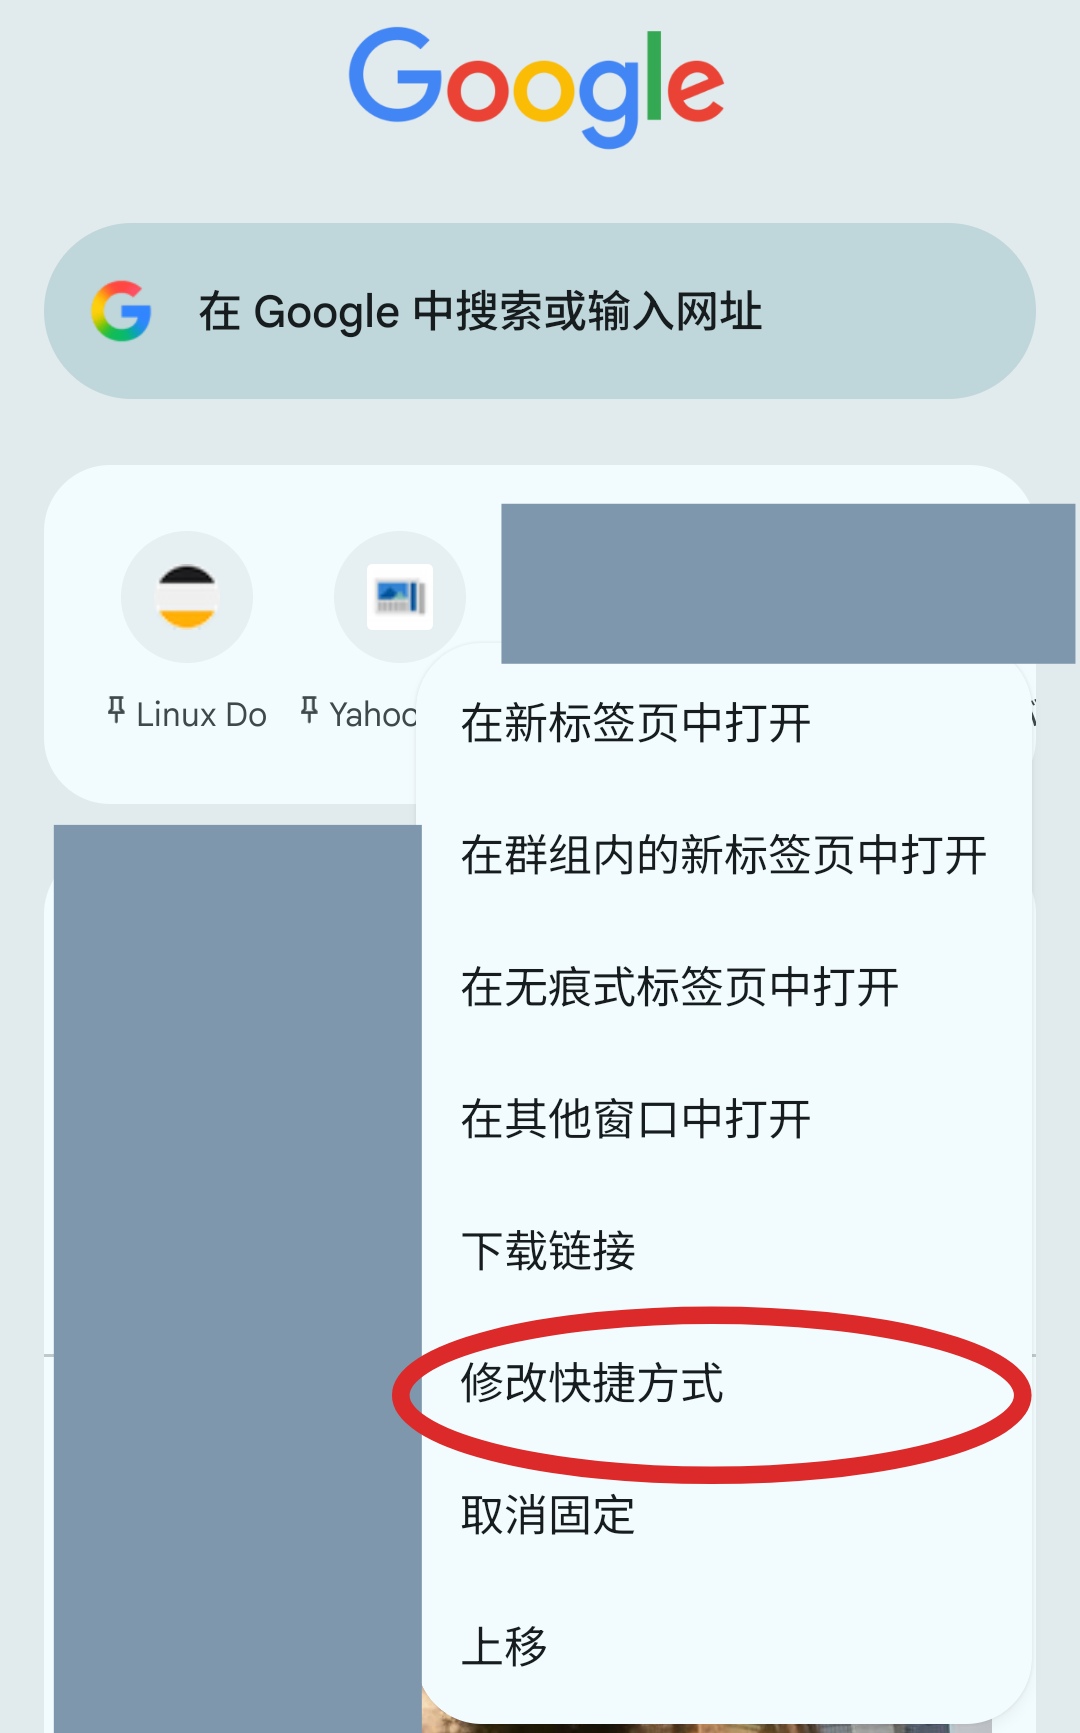 Google
在 Google 中搜索或输入网址
Linux Do
Yahoo
在新标签页中打开
在群组内的新标签页中打开
在无痕式标签页中打开
在其他窗口中打开
下载链接
修改快捷方式
取消固定
上移